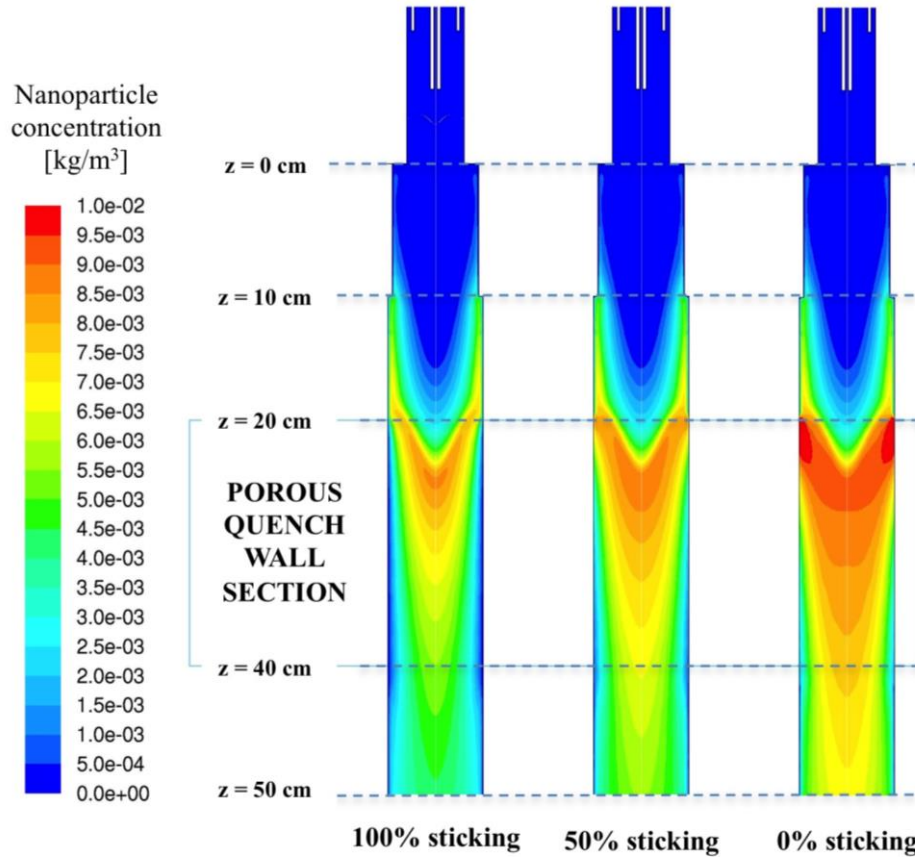 Nanoparticle
concentration
[kg/m³]
1.0e-02
9.5e-03
9.0e-03
8.5e-03
8.0e-03
7.5e-03
7.0e-03
6.5e-03
6.0e-03
5.5e-03
5.0e-03
4.5e-03
4.0e-03
3.5e-03
3.0e-03
2.5e-03
2.0e-03
1.5e-03
1.0e-03
5.0e-04
0.0e+00
z = 0 cm
z = 10 cm
z = 20 cm
POROUS
QUENCH
WALL
SECTION
z = 40 cm
z = 50 cm
100% sticking
50% sticking
0% sticking